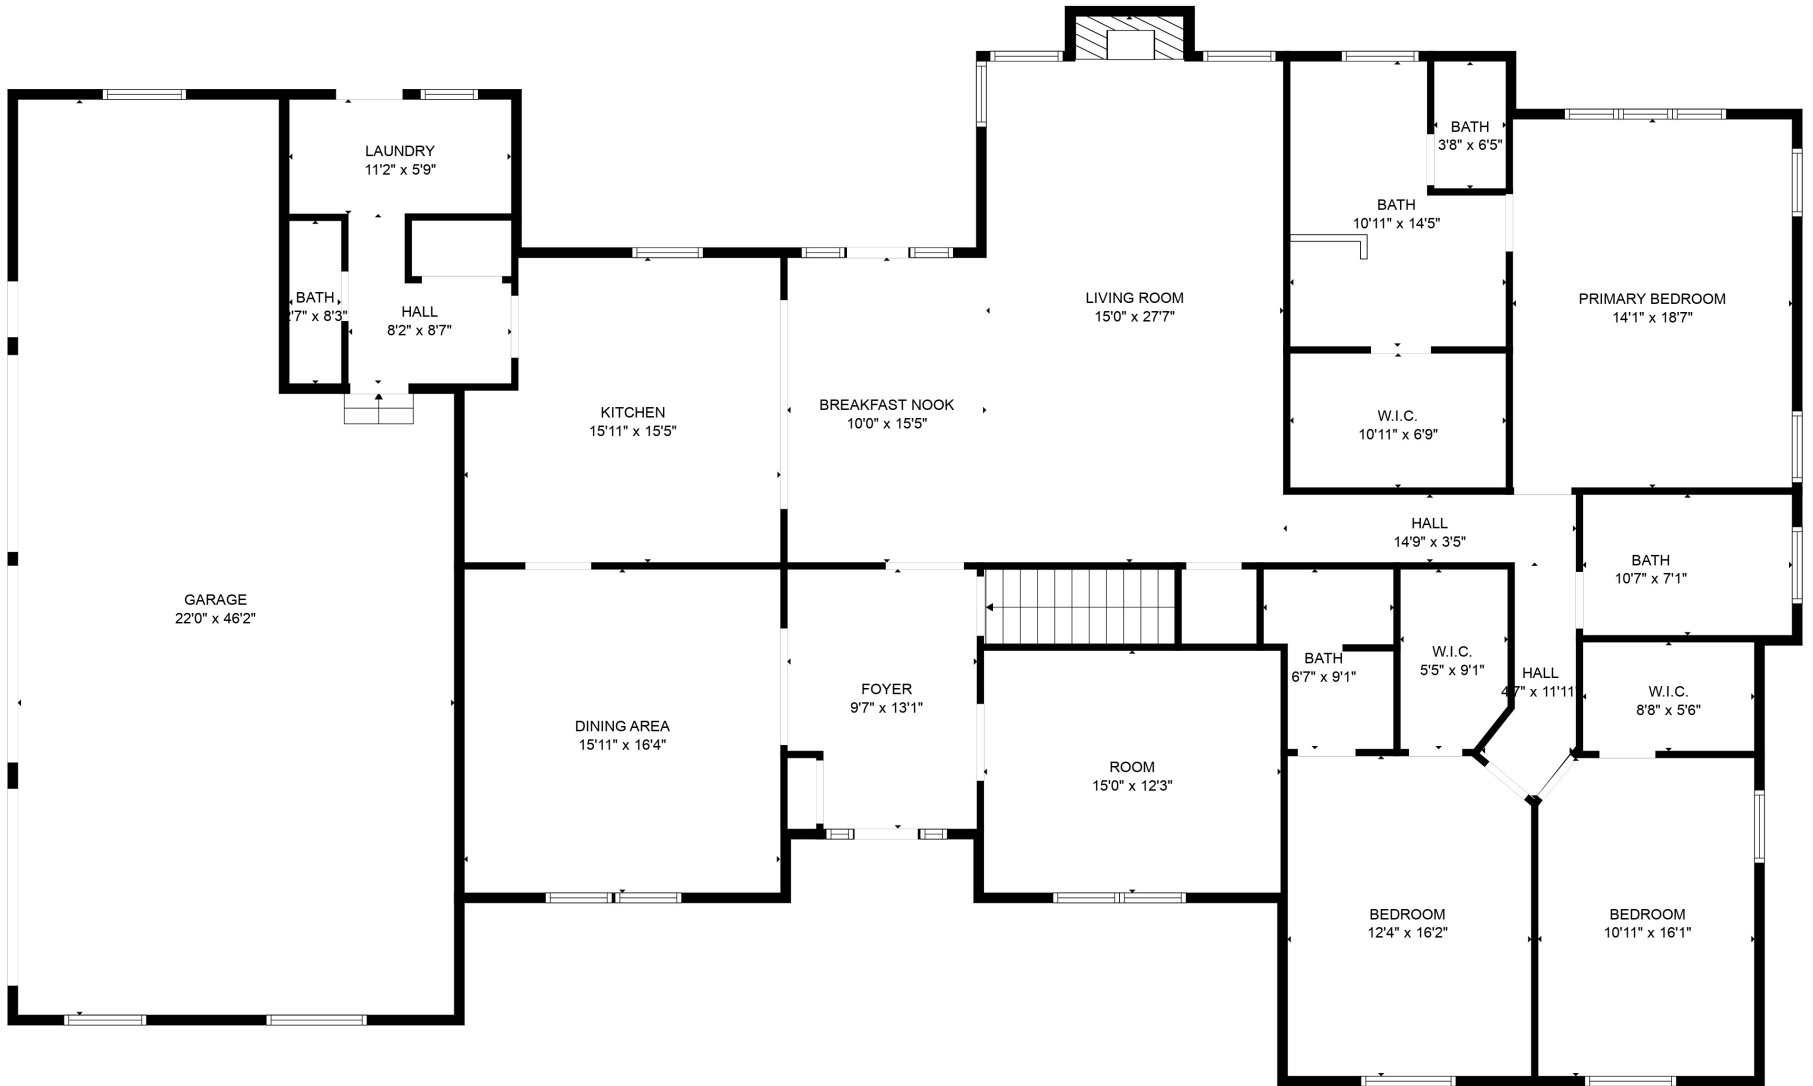 LAUNDRY
11'2" x 5'9"
BATH
3'8" x 6'5"
BATH
10'11" x 14'5"
BATH
7" x 8'3"
HALL
8'2" x 8'7"
LIVING ROOM
15'0" x 27'7"
PRIMARY BEDROOM
14'1" x 18'7"
KITCHEN
15'11" x 15'5"
BREAKFAST NOOK
10'0" x 15'5"
W.I.C.
10'11" x 6'9"
HALL
14'9" x 3'5"
BATH
10'7" x 7'1"
GARAGE
22'0" x 46'2"
BATH
6'7" x 9'1"
W.I.C.
5'5" x 9'1"
HALL
x 11'11"
W.I.C.
8'8" x 5'6"
FOYER
9'7" x 13'1"
DINING AREA
15'11" x 16'4"
ROOM
15'0" x 12'3"
BEDROOM
12'4" x 16'2"
BEDROOM
10'11" x 16'1"